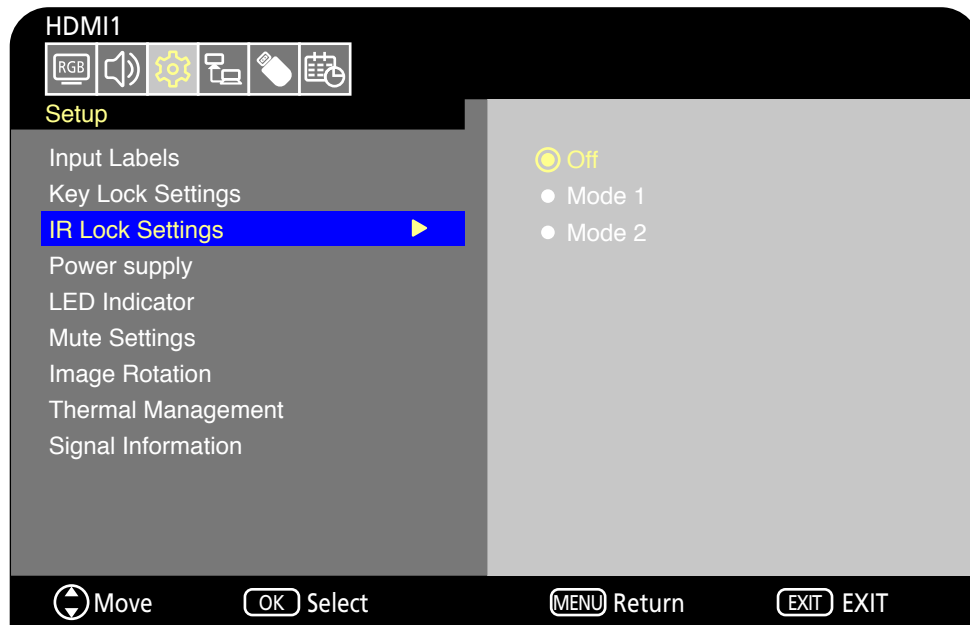 HDMI1
RGB
Setup
Input Labels
Key Lock Settings
IR Lock Settings
Power supply
LED Indicator
Mute Settings
Image Rotation
Thermal Management
Signal Information
Off
Mode 1
Mode 2
Move OK Select MENU Return EXIT EXIT